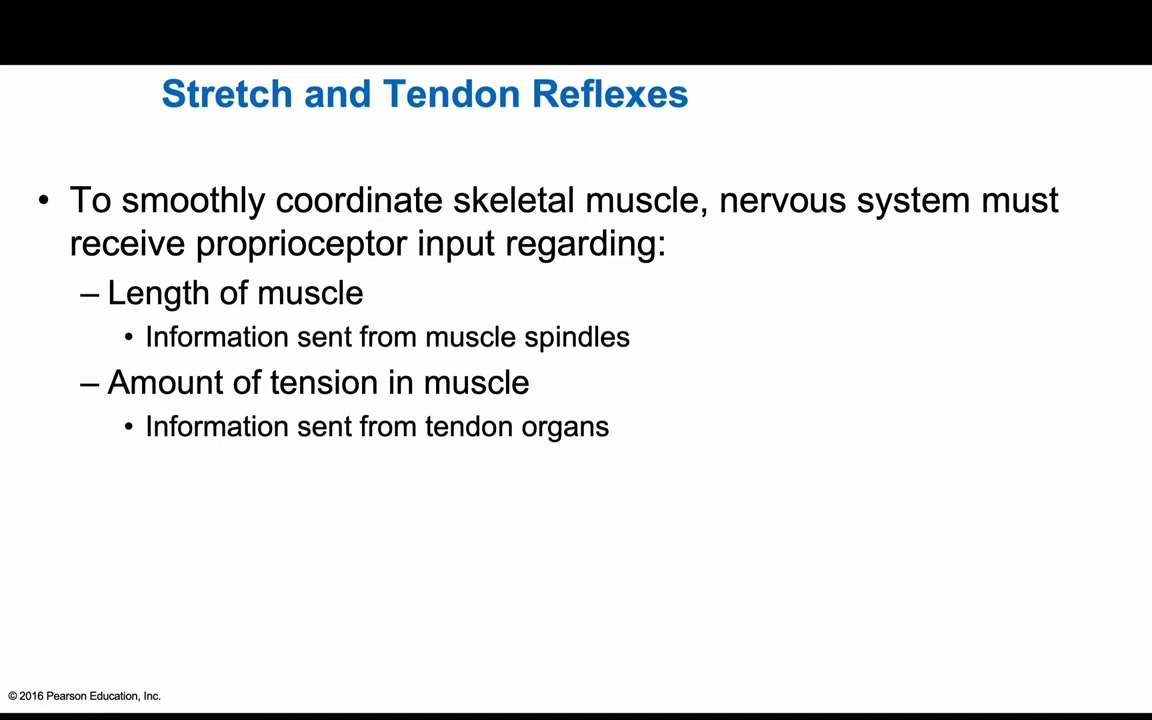 Stretch and Tendon Reflexes
• To smoothly coordinate skeletal muscle, nervous system must
receive proprioceptor input regarding:
– Length of muscle
• Information sent from muscle spindles
– Amount of tension in muscle
• Information sent from tendon organs
© 2016 Pearson Education, Inc.